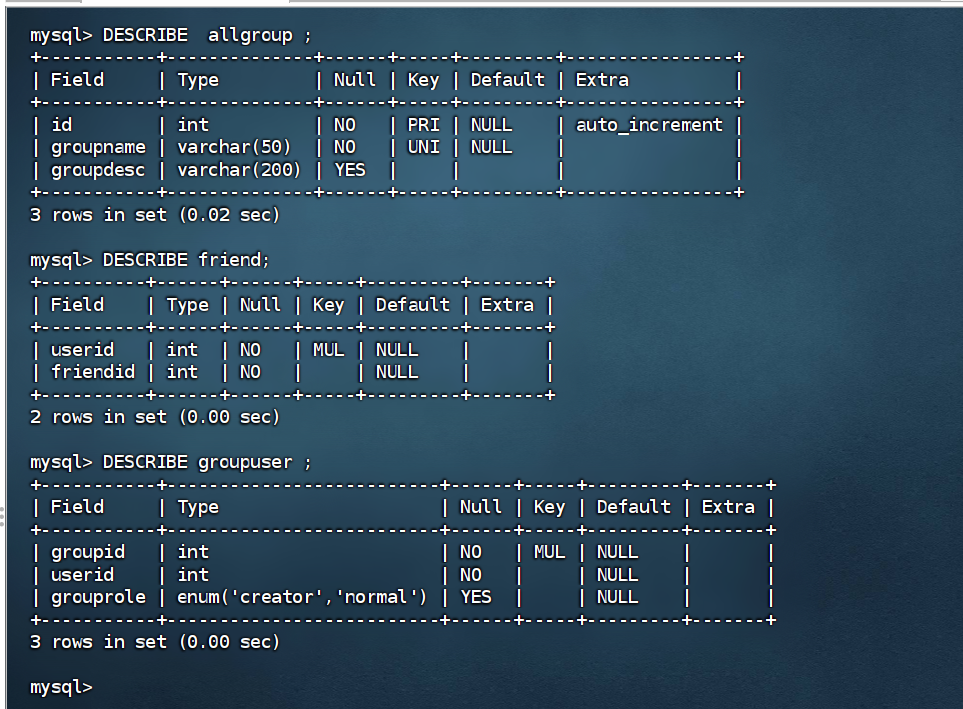 mysql> DESCRIBE  allgroup ;
+-----------+--------------+------+-----+---------+----------------+
| Field     | Type         | Null | Key | Default | Extra          |
+-----------+--------------+------+-----+---------+----------------+
| id        | int          | NO   | PRI | NULL    | auto_increment |
| groupname | varchar(50)  | NO   | UNI | NULL    |                |
| groupdesc | varchar(200) | YES  |     |         |                |
+-----------+--------------+------+-----+---------+----------------+
3 rows in set (0.02 sec)
mysql> DESCRIBE friend;
+----------+------+------+-----+---------+-------+
| Field    | Type | Null | Key | Default | Extra |
+----------+------+------+-----+---------+-------+
| userid   | int  | NO   | MUL | NULL    |       |
| friendid | int  | NO   |     | NULL    |       |
+----------+------+------+-----+---------+-------+
2 rows in set (0.00 sec)
mysql> DESCRIBE groupuser ;
+-----------+--------------------------+------+-----+---------+-------+
| Field     | Type                     | Null | Key | Default | Extra |
+-----------+--------------------------+------+-----+---------+-------+
| groupid   | int                      | NO   | MUL | NULL    |       |
| userid    | int                      | NO   |     | NULL    |       |
| grouprole | enum('creator','normal') | YES  |     | NULL    |       |
+-----------+--------------------------+------+-----+---------+-------+
3 rows in set (0.00 sec)
mysql>